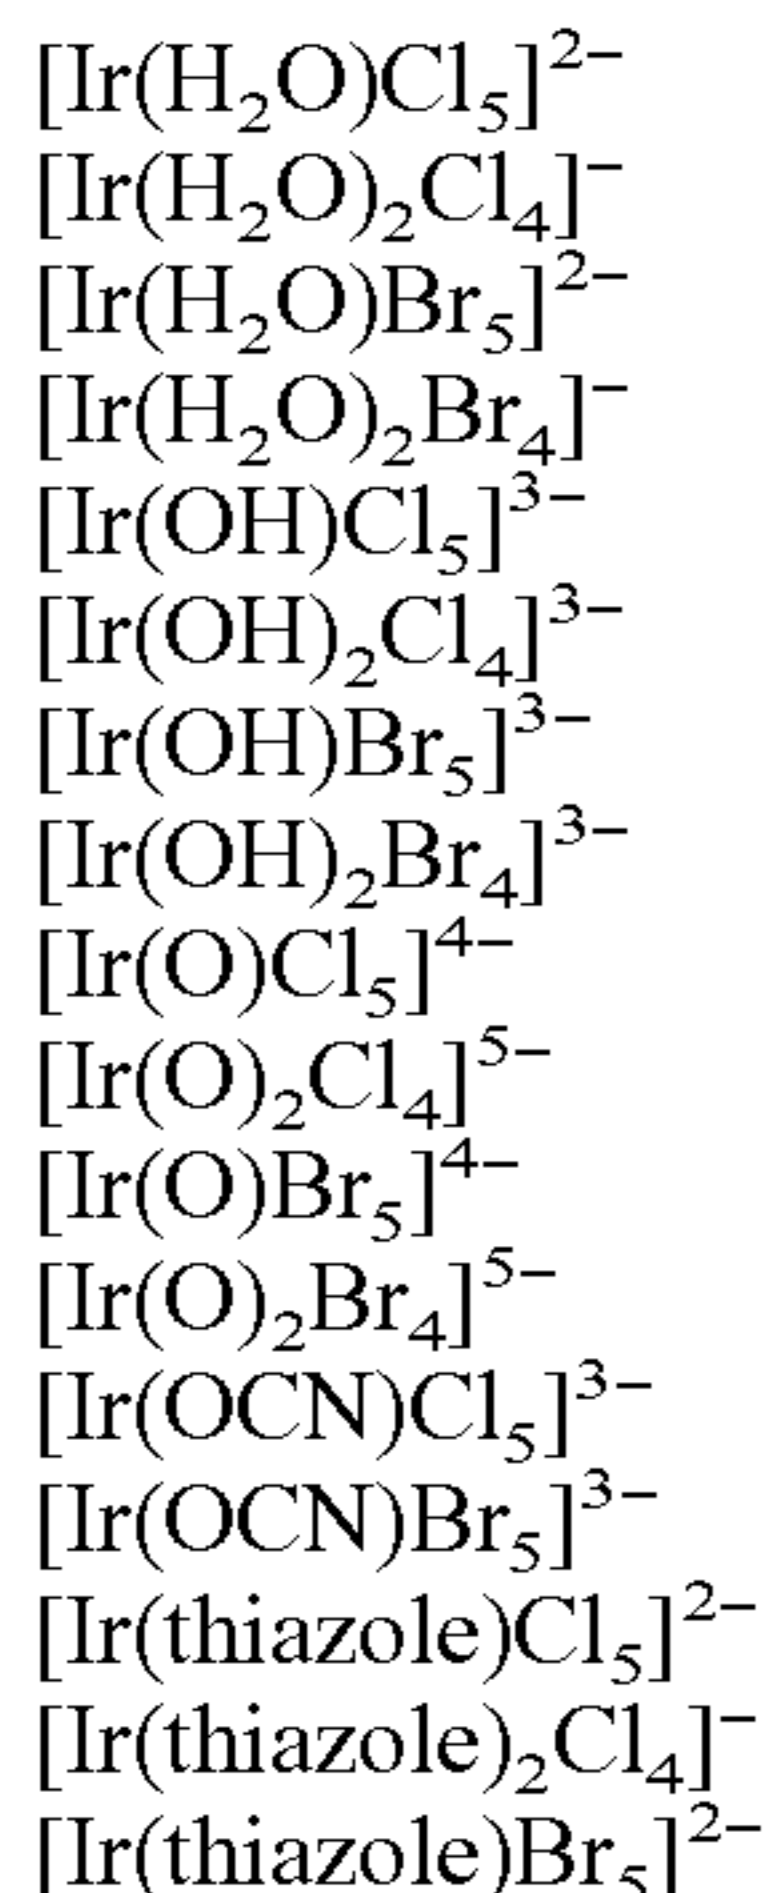 [Ir(H₂O)Cl₅]²⁻
[Ir(H₂O)₂Cl₄]⁻
[Ir(H₂O)Br₅]²⁻
[Ir(H₂O)₂Br₄]⁻
[Ir(OH)Cl₅]³⁻
[Ir(OH)₂Cl₄]³⁻
[Ir(OH)Br₅]³⁻
[Ir(OH)₂Br₄]³⁻
[Ir(O)Cl₅]⁴⁻
[Ir(O)₂Cl₄]⁵⁻
[Ir(O)Br₅]⁴⁻
[Ir(O)₂Br₄]⁵⁻
[Ir(OCN)Cl₅]³⁻
[Ir(OCN)Br₅]³⁻
[Ir(thiazole)Cl₅]²⁻
[Ir(thiazole)₂Cl₄]⁻
[Ir(thiazole)Br₅]²⁻